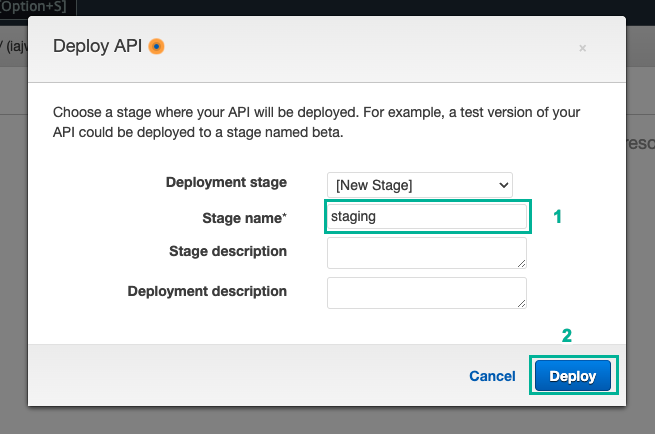 [Option+S]
Deploy API
×
Choose a stage where your API will be deployed. For example, a test version of your
API could be deployed to a stage named beta.
Deployment stage [New Stage]
Stage name* staging 1
Stage description
Deployment description
2
Cancel Deploy